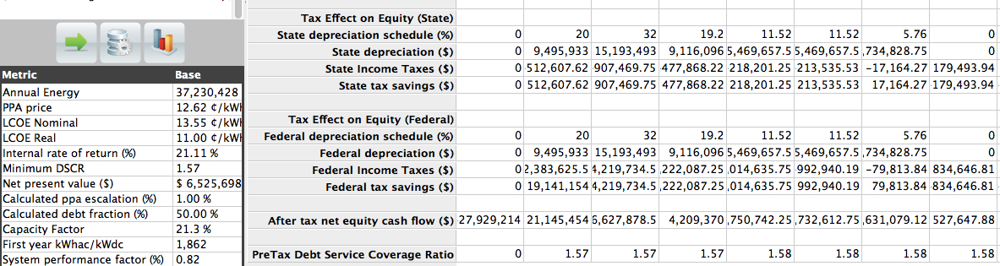 Metric Base
Annual Energy 37,230,428
PPA price 12.62 ¢/kWh
LCOE Nominal 13.55 ¢/kWh
LCOE Real 11.00 ¢/kWh
Internal rate of return (%) 21.11 %
Minimum DSCR 1.57
Net present value ($) $ 6,525,698
Calculated ppa escalation (%) 1.00 %
Calculated debt fraction (%) 50.00 %
Capacity Factor 21.3 %
First year kWhac/kWdc 1,862
System performance factor (%) 0.82
Tax Effect on Equity (State)
State depreciation schedule (%) 0 20 32 19.2 11.52 11.52 5.76 0
State depreciation ($) 0 9,495,933 15,193,493 9,116,096 5,469,657.5 5,469,657.5 ,734,828.75 0
State Income Taxes ($) 0 -512,607.62 907,469.75 -477,868.22 218,201.25 -213,535.53 -17,164.27 179,493.94
State tax savings ($) 0 512,607.62 907,469.75 477,868.22 218,201.25 213,535.53 17,164.27 -179,493.94
Tax Effect on Equity (Federal)
Federal depreciation schedule (%) 0 20 32 19.2 11.52 11.52 5.76 0
Federal depreciation ($) 0 9,495,933 15,193,493 9,116,096 5,469,657.5 5,469,657.5 ,734,828.75 0
Federal Income Taxes ($) 0 2,383,625.5 4,219,734.5 ,222,087.25 ,014,635.75 992,940.19 -79,813.84 834,646.81
Federal tax savings ($) 0 19,141,154 4,219,734.5 ,222,087.25 ,014,635.75 992,940.19 79,813.84 834,646.81
After tax net equity cash flow ($) 27,929,214 21,145,454 6,627,878.5 4,209,370 ,750,742.25 ,732,612.75 ,631,079.12 527,647.88
PreTax Debt Service Coverage Ratio 0 1.57 1.57 1.57 1.58 1.58 1.58 1.58